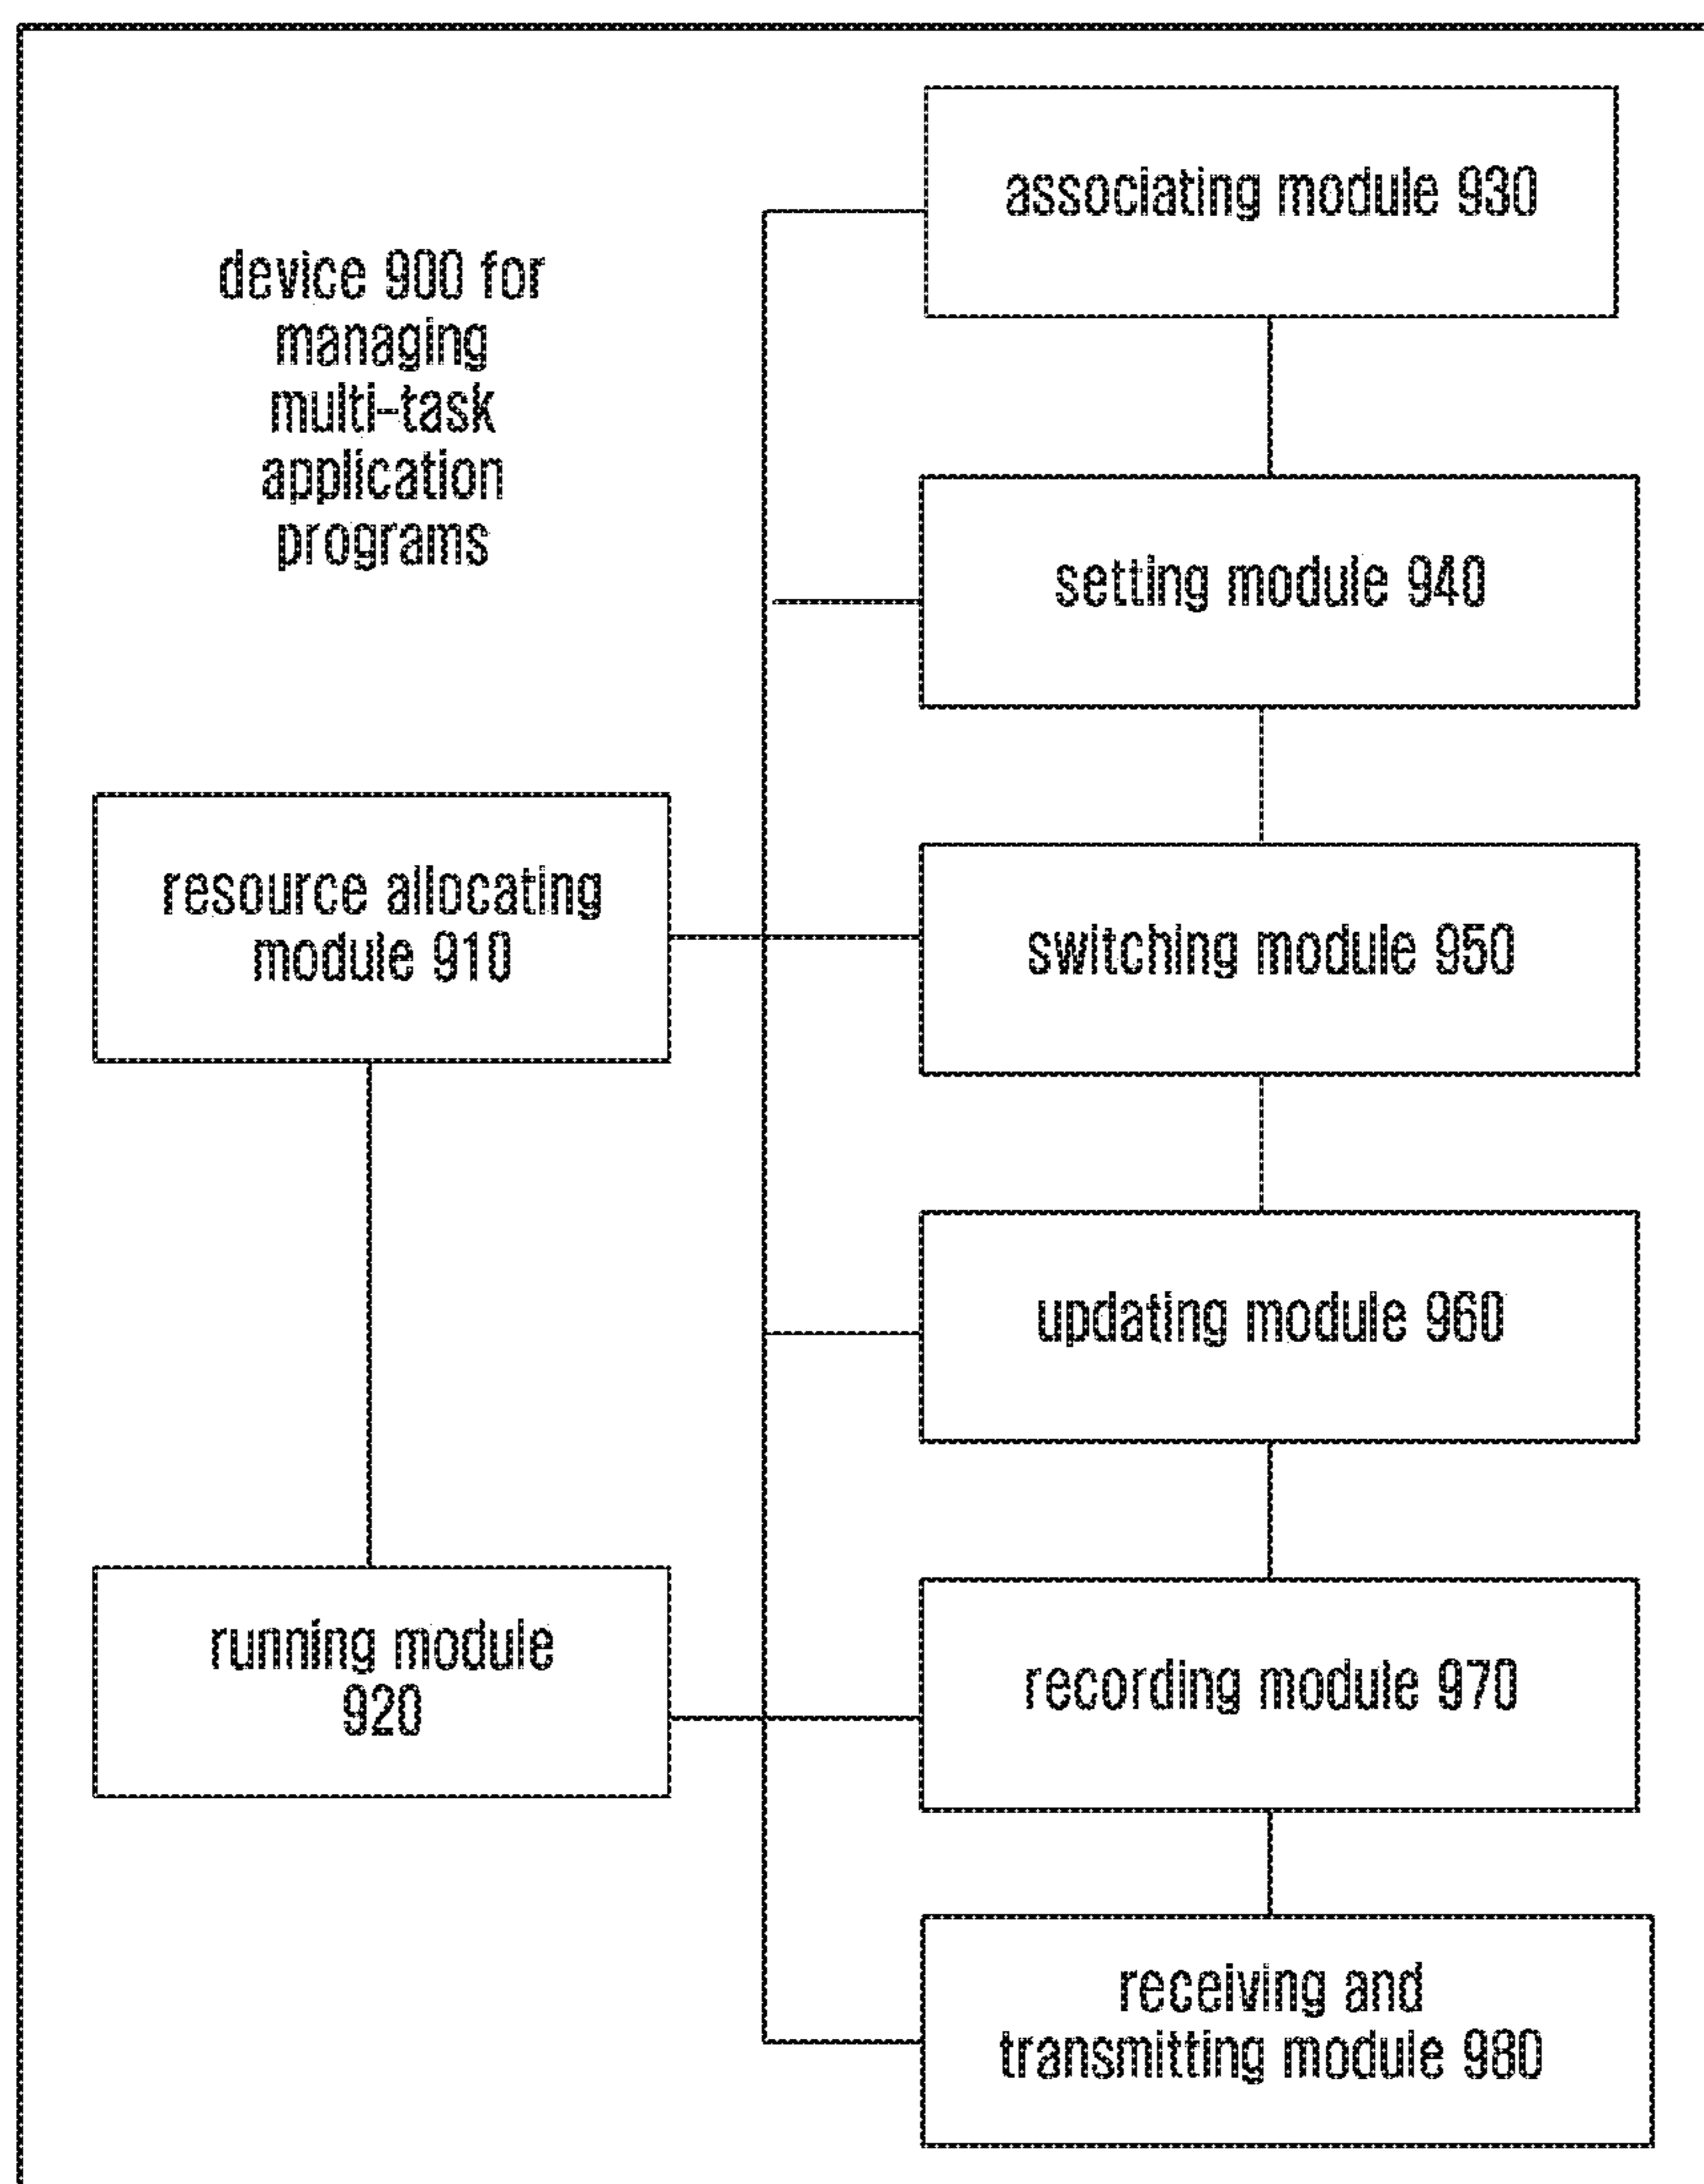 device 900 for
managing
multi-task
application
programs
associating module 930
setting module 940
resource allocating
module 910
switching module 950
updating module 960
running module
920
recording module 970
receiving and
transmitting module 980